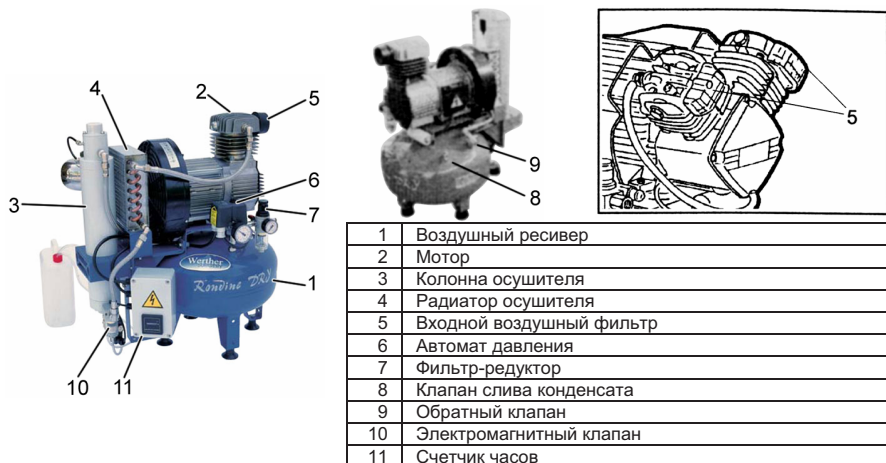 4
2
5
3
6
7
1
10
11
Werther
Rondine DRY
9
8
5
1 Воздушный ресивер
2 Мотор
3 Колонна осушителя
4 Радиатор осушителя
5 Входной воздушный фильтр
6 Автомат давления
7 Фильтр-редуктор
8 Клапан слива конденсата
9 Обратный клапан
10 Электромагнитный клапан
11 Счетчик часов